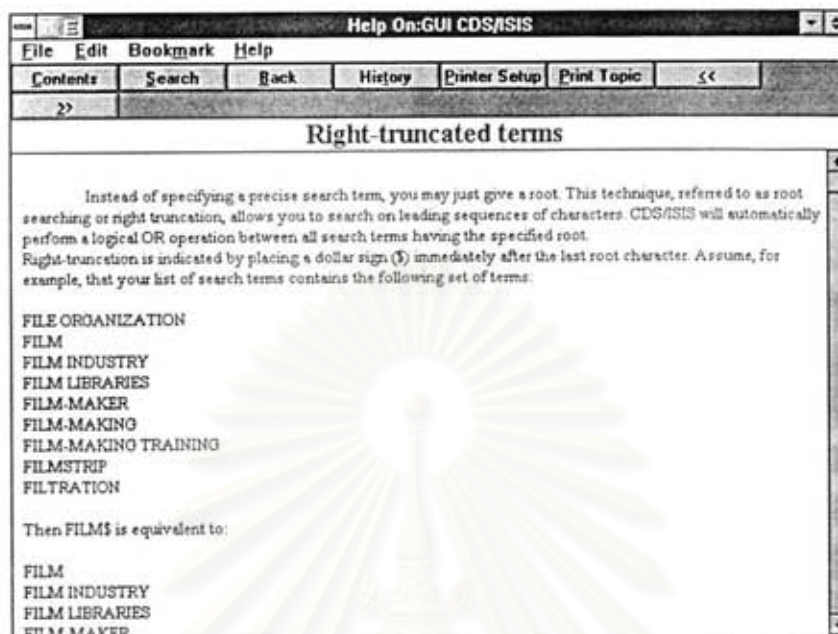 Help On:GUI CDS/ISIS
File Edit Bookmark Help
Contents Search Back History Printer Setup Print Topic <<
>>
Right-truncated terms
Instead of specifying a precise search term, you may just give a root. This technique, referred to as root
searching or right truncation, allows you to search on leading sequences of characters. CDS/ISIS will automatically
perform a logical OR operation between all search terms having the specified root.
Right-truncation is indicated by placing a dollar sign ($) immediately after the last root character. Assume, for
example, that your list of search terms contains the following set of terms:
FILE ORGANIZATION
FILM
FILM INDUSTRY
FILM LIBRARIES
FILM-MAKER
FILM-MAKING
FILM-MAKING TRAINING
FILMSTRIP
FILTRATION
Then FILM$ is equivalent to:
FILM
FILM INDUSTRY
FILM LIBRARIES
FILM-MAKER